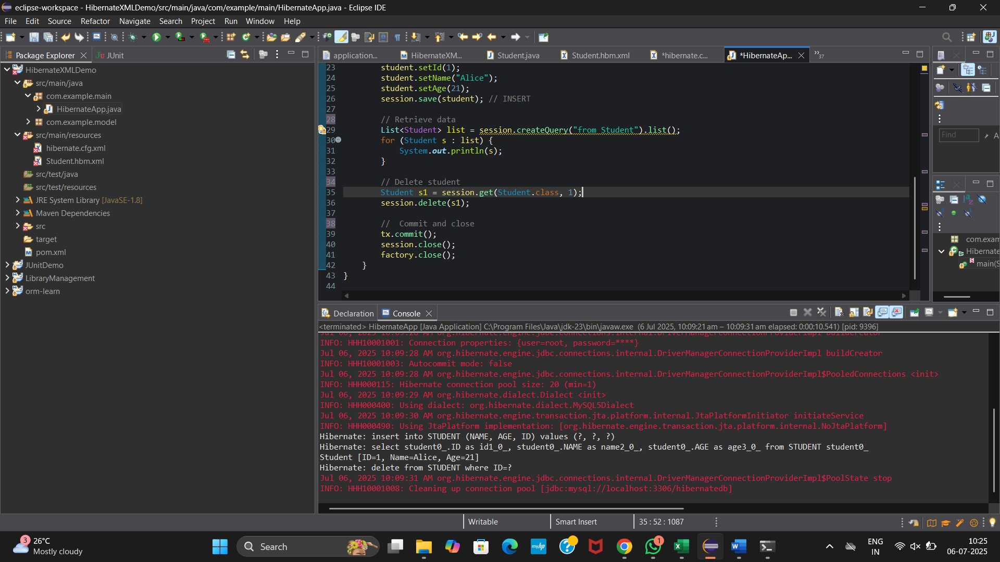 eclipse-workspace - HibernateXMLDemo/src/main/java/com/example/main/HibernateApp.java - Eclipse IDE
File Edit Source Refactor Navigate Search Project Run Window Help
Package Explorer
JUnit
HibernateXMLDemo
src/main/java
com.example.main
HibernateApp.java
com.example.model
src/main/resources
hibernate.cfg.xml
Student.hbm.xml
src/test/java
src/test/resources
JRE System Library [JavaSE-1.8]
Maven Dependencies
src
target
pom.xml
JUnitDemo
LibraryManagement
orm-learn
application...
HibernateXM...
Student.java
Student.hbm.xml
*hibernate.c...
*HibernateAp...
»37
23 student.setId(1);
24 student.setName("Alice");
25 student.setAge(21);
26 session.save(student); // INSERT
27
28 // Retrieve data
29 List<Student> list = session.createQuery("from Student").list();
30 for (Student s : list) {
31 System.out.println(s);
32 }
33
34 // Delete student
35 Student s1 = session.get(Student.class, 1);
36 session.delete(s1);
37
38 //  Commit and close
39 tx.commit();
40 session.close();
41 factory.close();
42 }
43 }
44
Find
A
com.exam
Hibernate
main(S
Declaration
Console
<terminated> HibernateApp [Java Application] C:\Program Files\Java\jdk-23\bin\javaw.exe (6 Jul 2025, 10:09:21 am – 10:09:31 am elapsed: 0:00:10.541) [pid: 9396]
Jul 06, 2025 10:09:28 AM org.hibernate.engine.jdbc.connections.internal.DriverManagerConnectionProviderImpl buildCreator
INFO: HHH10001001: Connection properties: {user=root, password=****}
Jul 06, 2025 10:09:28 AM org.hibernate.engine.jdbc.connections.internal.DriverManagerConnectionProviderImpl buildCreator
INFO: HHH10001003: Autocommit mode: false
Jul 06, 2025 10:09:28 AM org.hibernate.engine.jdbc.connections.internal.DriverManagerConnectionProviderImpl$PooledConnections <init>
INFO: HHH000115: Hibernate connection pool size: 20 (min=1)
Jul 06, 2025 10:09:29 AM org.hibernate.dialect.Dialect <init>
INFO: HHH000400: Using dialect: org.hibernate.dialect.MySQL5Dialect
Jul 06, 2025 10:09:30 AM org.hibernate.engine.transaction.jta.platform.internal.JtaPlatformInitiator initiateService
INFO: HHH000490: Using JtaPlatform implementation: [org.hibernate.engine.transaction.jta.platform.internal.NoJtaPlatform]
Hibernate: insert into STUDENT (NAME, AGE, ID) values (?, ?, ?)
Hibernate: select student0_.ID as id1_0_, student0_.NAME as name2_0_, student0_.AGE as age3_0_ from STUDENT student0_
Student [ID=1, Name=Alice, Age=21]
Hibernate: delete from STUDENT where ID=?
Jul 06, 2025 10:09:31 AM org.hibernate.engine.jdbc.connections.internal.DriverManagerConnectionProviderImpl$PoolState stop
INFO: HHH10001008: Cleaning up connection pool [jdbc:mysql://localhost:3306/hibernatedb]
Writable
Smart Insert
35 : 52 : 1087
3
26°C
Mostly cloudy
Search
myhp
1
ENG
IN
10:25
06-07-2025